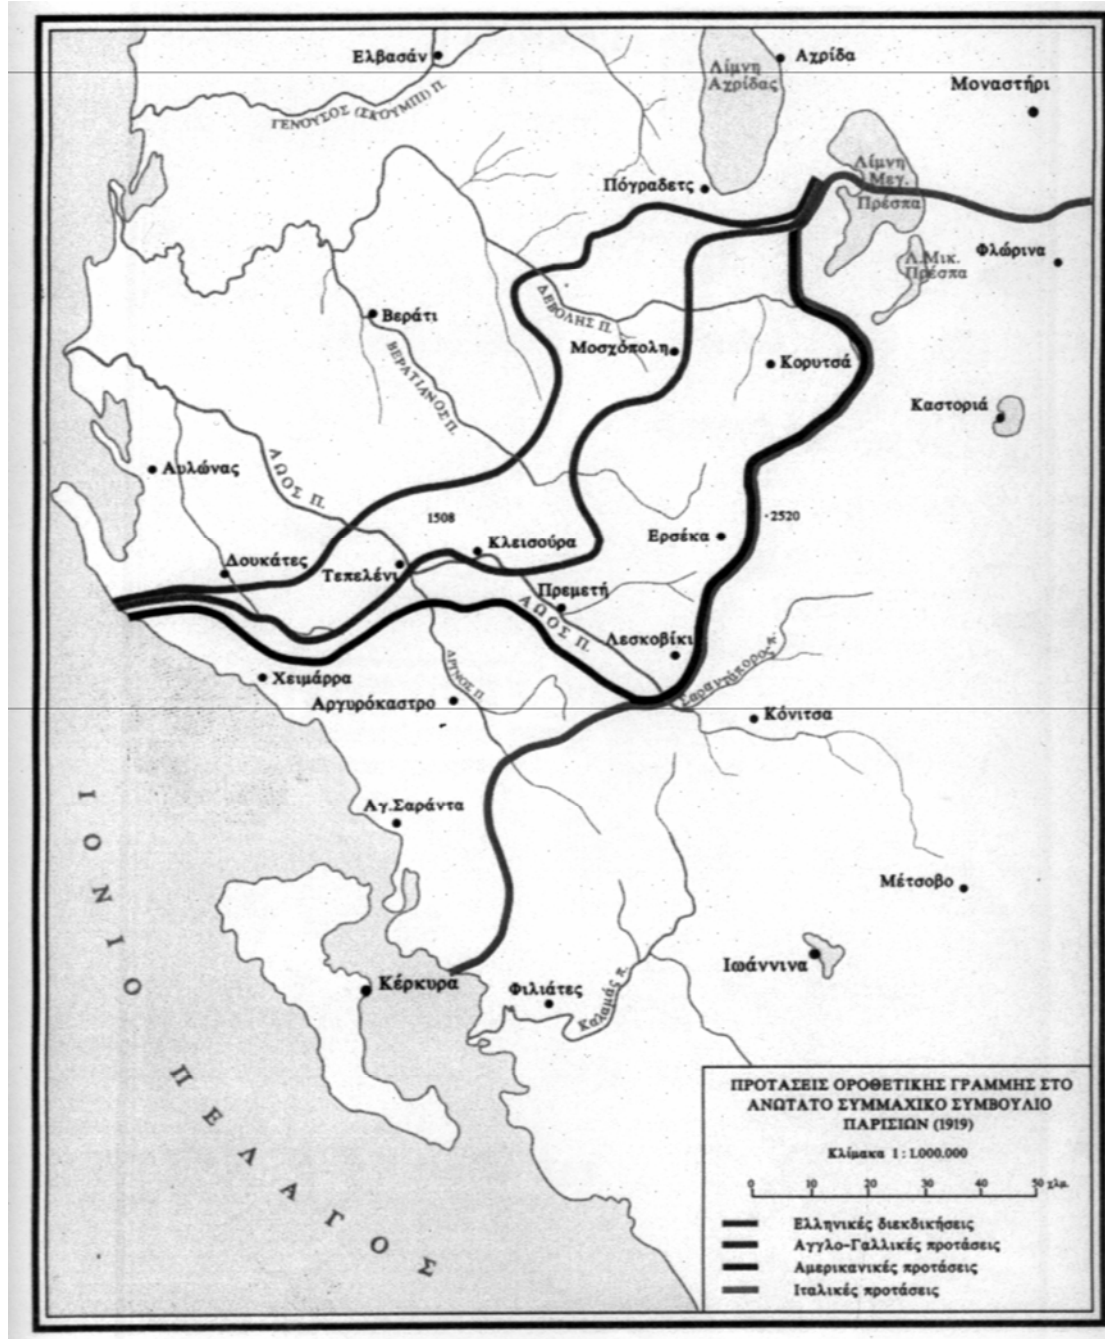 Ελβασάν
Αχρίδα
Λίμνη
Αχρίδας
Μοναστήρι
ΓΕΝΟΥΣΟΣ (ΣΚΟΥΜΠΙ) Π.
Λίμνη
Μεγ.
Πρέσπα
Πόγραδετς
Φλώρινα
Λ.Μικ.
Πρέσπα
ΔΕΒΟΛΗΣ Π.
Βεράτι
Μοσχόπολη
Κορυτσά
ΒΕΡΑΤΙΑΝΟΣ Π.
Καστοριά
Αυλώνας
ΑΩΟΣ Π.
1508
2520
Κλεισούρα
Ερσέκα
Δουκάτες
Τεπελένι
Πρεμετή
ΑΩΟΣ Π.
Λεσκοβίκι
Σαραντάπορος π.
Χειμάρρα
ΔΡΙΝΟΣ Π.
Αργυρόκαστρο
Κόνιτσα
Αγ.Σαράντα
Μέτσοβο
Ιωάννινα
Κέρκυρα
Φιλιάτες
Καλαμάς π.
ΙΟΝΙΟ ΠΕΛΑΓΟΣ
ΠΡΟΤΑΣΕΙΣ ΟΡΟΘΕΤΙΚΗΣ ΓΡΑΜΜΗΣ ΣΤΟ
ΑΝΩΤΑΤΟ ΣΥΜΜΑΧΙΚΟ ΣΥΜΒΟΥΛΙΟ
ΠΑΡΙΣΙΩΝ (1919)
Κλίμακα 1 : 1.000.000
0 10 20 30 40 50 χλμ.
Ελληνικές διεκδικήσεις
Αγγλο-Γαλλικές προτάσεις
Αμερικανικές προτάσεις
Ιταλικές προτάσεις